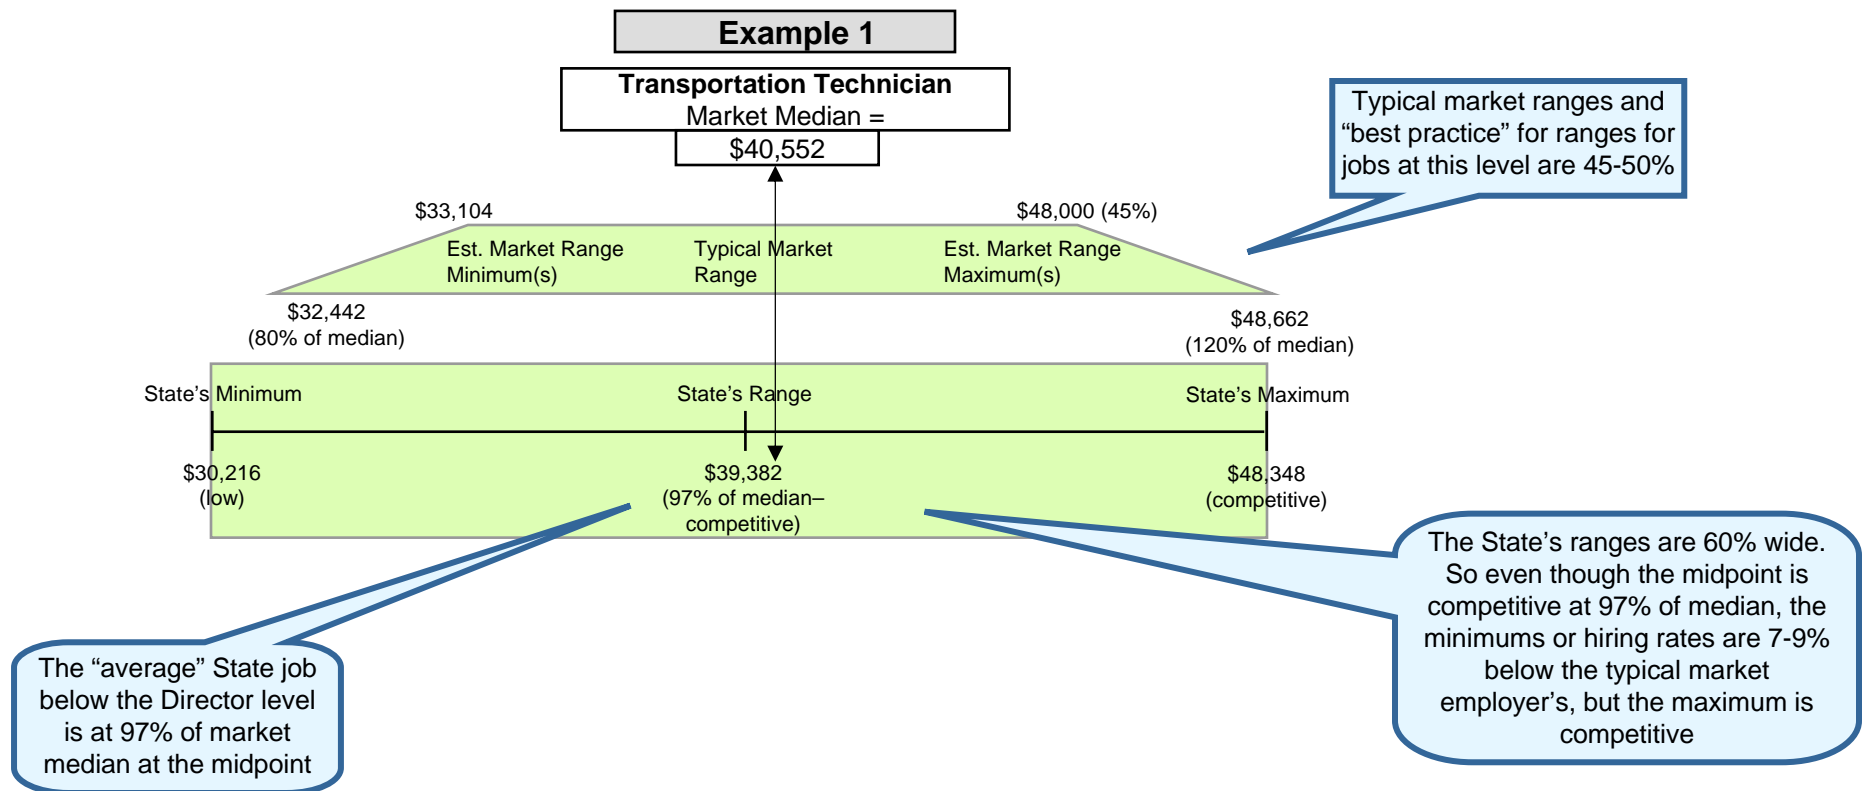 Example 1
Transportation Technician
Market Median =
$40,552
Typical market ranges and
“best practice” for ranges for
jobs at this level are 45-50%
$33,104
$48,000 (45%)
Est. Market Range
Minimum(s)
Typical Market
Range
Est. Market Range
Maximum(s)
$32,442
(80% of median)
$48,662
(120% of median)
State’s Minimum
State’s Range
State’s Maximum
$30,216
(low)
$39,382
(97% of median–
competitive)
$48,348
(competitive)
The State’s ranges are 60% wide.
So even though the midpoint is
competitive at 97% of median, the
minimums or hiring rates are 7-9%
below the typical market
employer’s, but the maximum is
competitive
The “average” State job
below the Director level
is at 97% of market
median at the midpoint